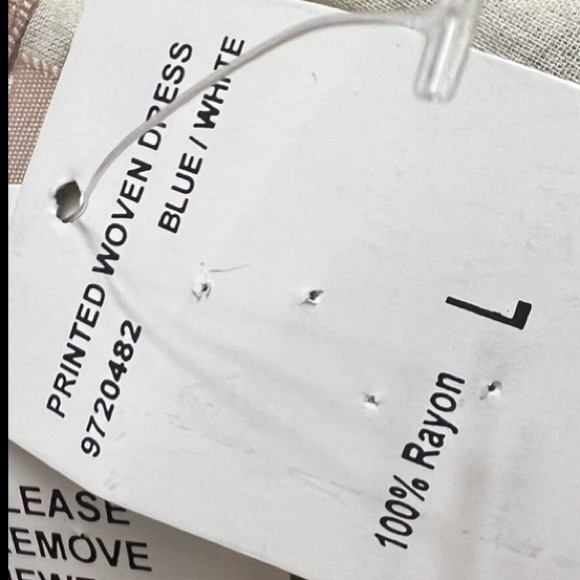 PRINTED WOVEN DRESS
9720482
BLUE / WHITE
L
100% Rayon
LEASE
EMOVE